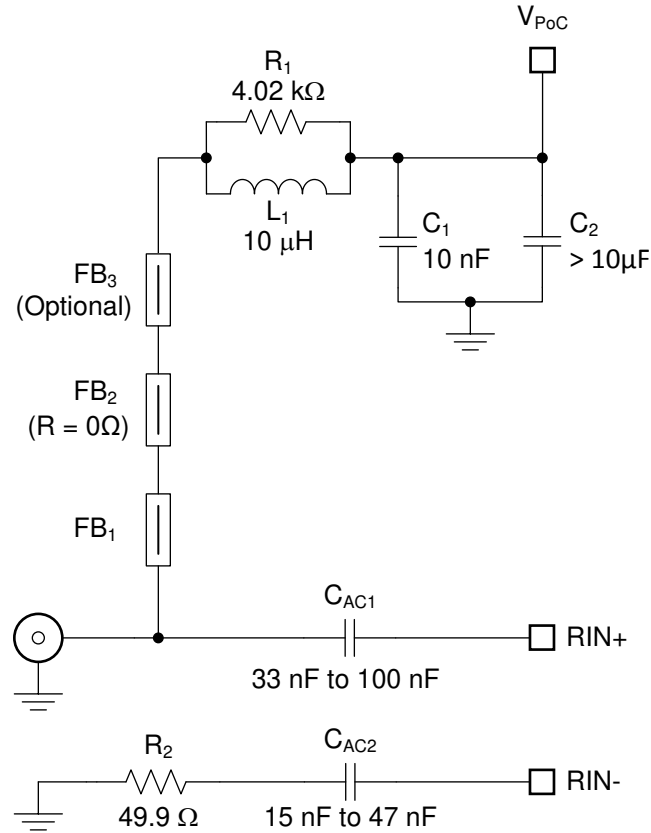 V_PoC
R_1
4.02 kΩ
L_1
10 μH
C_1
10 nF
C_2
> 10μF
FB_3
(Optional)
FB_2
(R = 0Ω)
FB_1
C_AC1
33 nF to 100 nF
RIN+
R_2
49.9 Ω
C_AC2
15 nF to 47 nF
RIN-